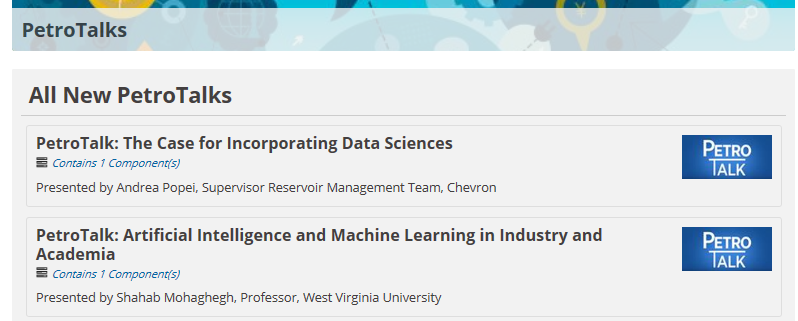 PetroTalks
All New PetroTalks
PetroTalk: The Case for Incorporating Data Sciences
Contains 1 Component(s)
Presented by Andrea Popei, Supervisor Reservoir Management Team, Chevron
PETRO
TALK
PetroTalk: Artificial Intelligence and Machine Learning in Industry and
Academia
Contains 1 Component(s)
Presented by Shahab Mohaghegh, Professor, West Virginia University
PETRO
TALK